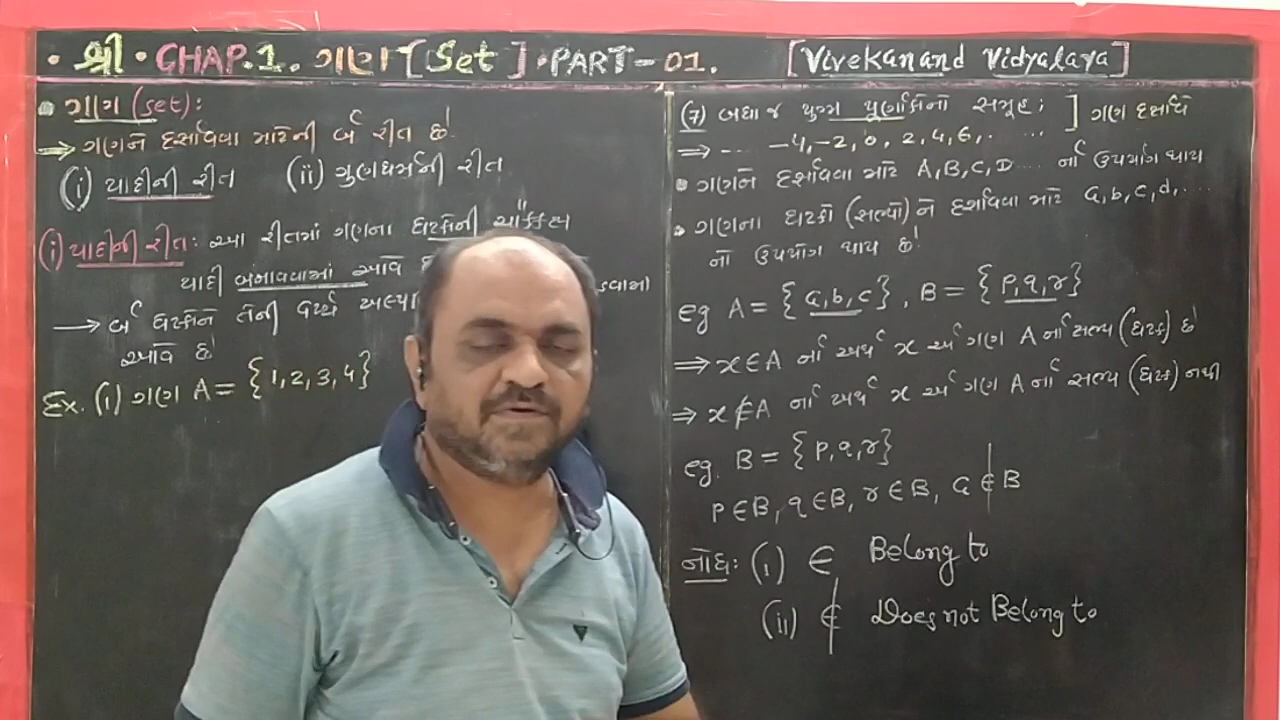 • શ્રી • CHAP.1. ગણ [Set] • PART-01. [Vivekanand Vidyalaya]
• ગણ (set):
⇒ ગણને દર્શાવવા માટેની બે રીત છે.
(i) યાદીની રીત (ii) ગુણધર્મની રીત
(i) યાદીની રીત: આ રીતમાં ગણના ઘટકોની ચોક્કસ
યાદી બનાવવામાં આવે
→ બે ઘટકોને તેની વચ્ચે
આવે છે
Ex. (i) ગણ A = {1,2,3,4}
(7) બધા જ યુગ્મ પૂર્ણાંકોનો સમૂહ: ] ગણ દર્શાવે
⇒ ... -4,-2, 0, 2, 4, 6, . ...
• ગણને દર્શાવવા માટે A,B,C,D .... નો ઉપયોગ થાય
• ગણના ઘટકો (સભ્યો) ને દર્શાવવા માટે a,b,c,d,....
નો ઉપયોગ થાય છે.
eg A = {a,b,c}, B = {p,q,r}
⇒ x∈A નો અર્થ x એ ગણ A નો સભ્ય (ઘટક) છે
⇒ x∉A નો અર્થ x એ ગણ A નો સભ્ય (ઘટક) નથી
eg. B = {p,q,r}
p∈B, q∈B, r∈B, a∉B
નોંધ: (i) ∈ Belong to
(ii) ∉ Does not Belong to